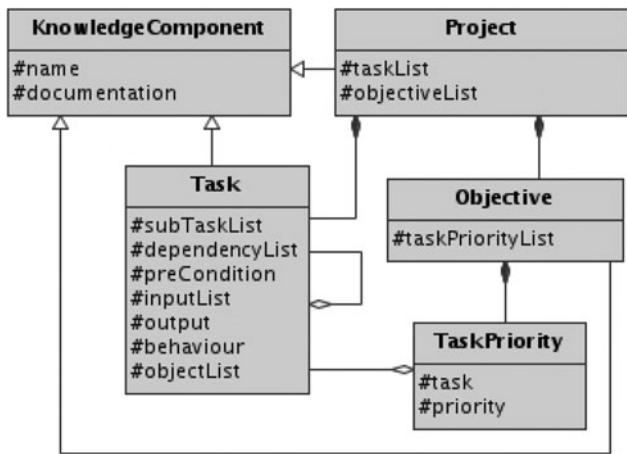 KnowledgeComponent
#name
#documentation
Project
#taskList
#objectiveList
Task
#subTaskList
#dependencyList
#preCondition
#inputList
#output
#behaviour
#objectList
Objective
#taskPriorityList
TaskPriority
#task
#priority